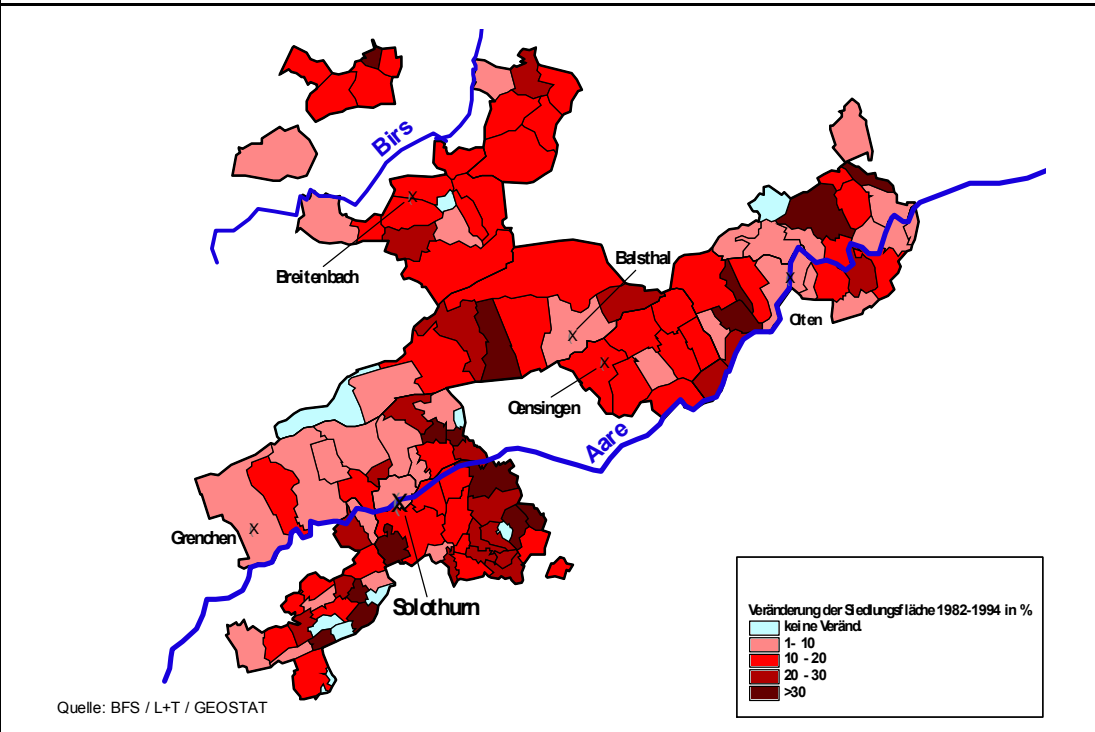 Birs
Breitenbach
Balsthal
Olten
Oensingen
Aare
Grenchen
Solothurn
Veränderung der Siedlungsfläche 1982-1994 in %
keine Veränd.
1- 10
10 - 20
20 - 30
>30
Quelle: BFS / L+T / GEOSTAT